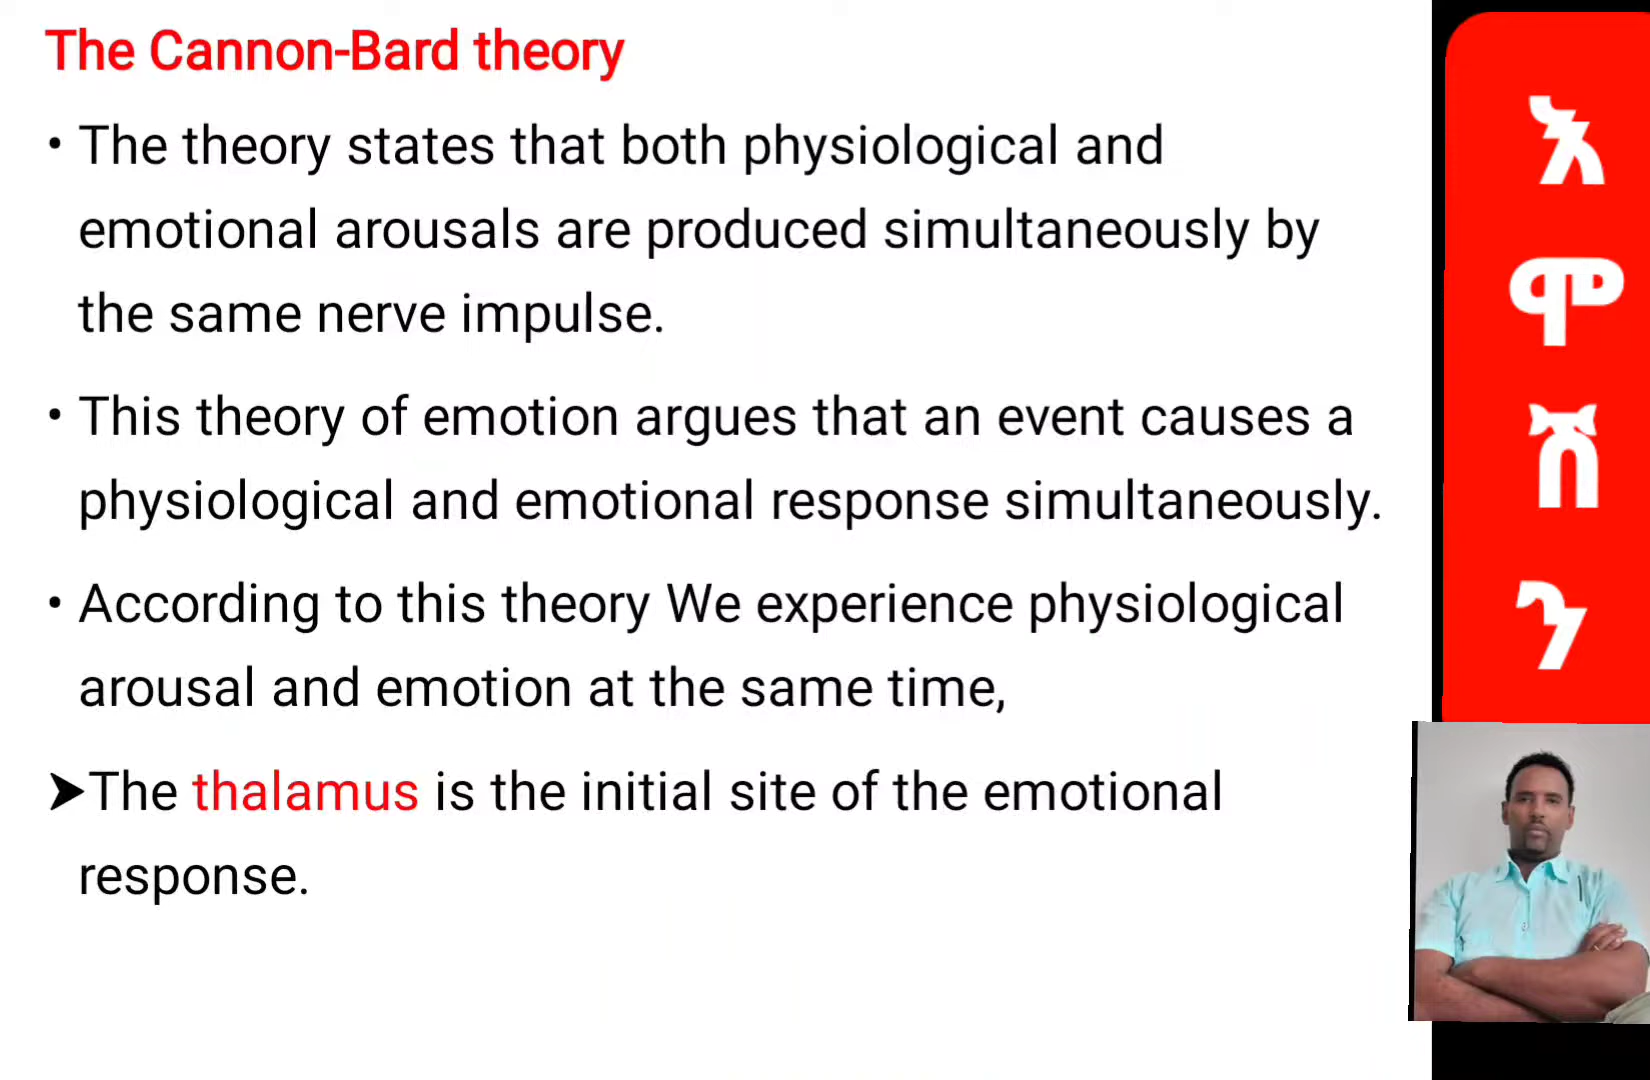 The Cannon-Bard theory
• The theory states that both physiological and
emotional arousals are produced simultaneously by
the same nerve impulse.
• This theory of emotion argues that an event causes a
physiological and emotional response simultaneously.
• According to this theory We experience physiological
arousal and emotion at the same time,
➤The thalamus is the initial site of the emotional
response.
እ
ሞ
ሽ
ን